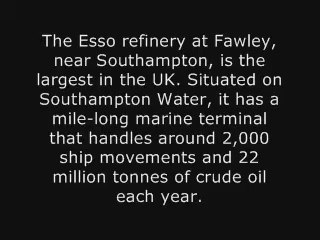 The Esso refinery at Fawley,
near Southampton, is the
largest in the UK. Situated on
Southampton Water, it has a
mile-long marine terminal
that handles around 2,000
ship movements and 22
million tonnes of crude oil
each year.